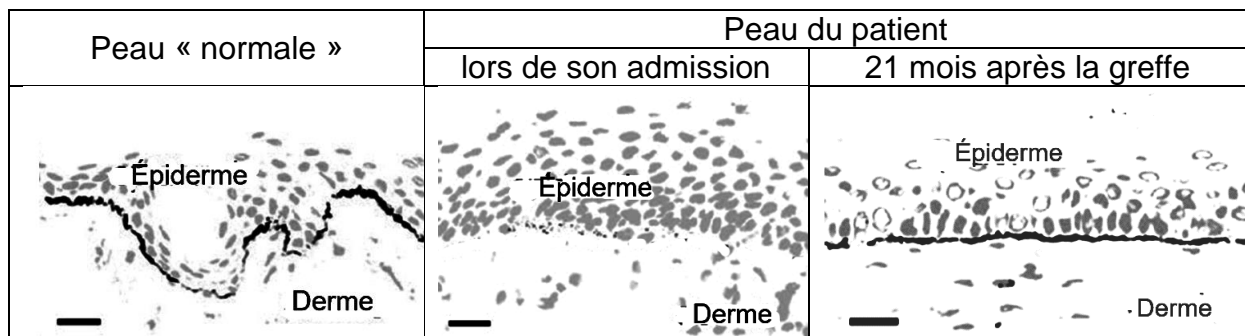 Peau « normale »
Peau du patient
lors de son admission
21 mois après la greffe
Épiderme
Derme
Épiderme
Derme
Épiderme
Derme